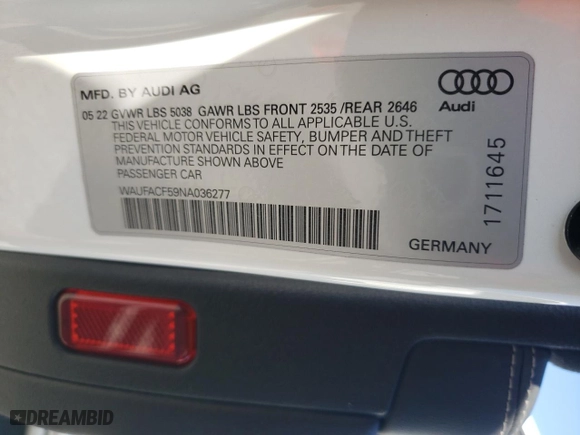 MFD. BY AUDI AG
Audi
05 22 GVWR LBS 5038 GAWR LBS FRONT 2535 /REAR 2646
THIS VEHICLE CONFORMS TO ALL APPLICABLE U.S.
FEDERAL MOTOR VEHICLE SAFETY, BUMPER AND THEFT
PREVENTION STANDARDS IN EFFECT ON THE DATE OF
MANUFACTURE SHOWN ABOVE
PASSENGER CAR
WAUFACF59NA036277
1711645
GERMANY
DREAMBID